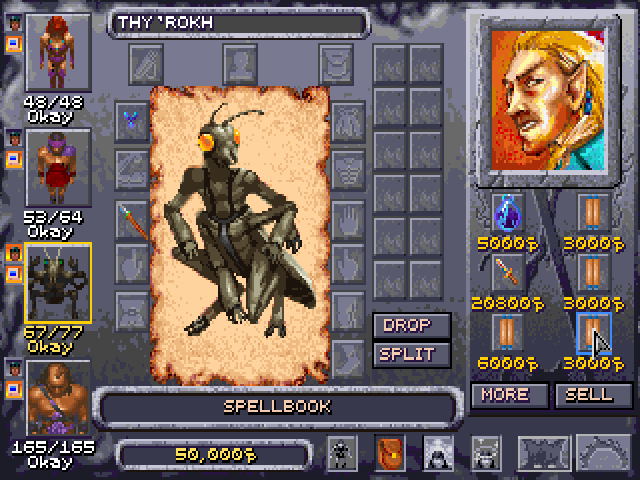 THY'ROKH
48/48
Okay
53/64
Okay
67/77
Okay
165/165
Okay
5000
3000
20800
3000
6000
3000
DROP
SPLIT
MORE
SELL
SPELLBOOK
50,000